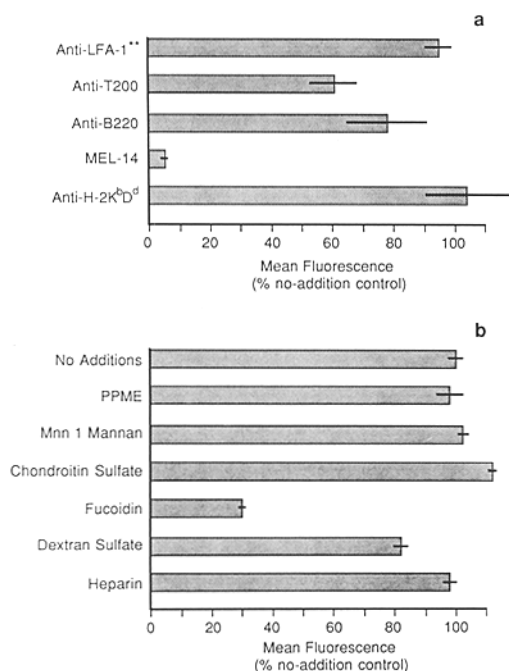 a
Anti-LFA-1**
Anti-T200
Anti-B220
MEL-14
Anti-H-2KbDd
0 20 40 60 80 100
Mean Fluorescence
(% no-addition control)
b
No Additions
PPME
Mnn 1 Mannan
Chondroitin Sulfate
Fucoidin
Dextran Sulfate
Heparin
0 20 40 60 80 100
Mean Fluorescence
(% no-addition control)